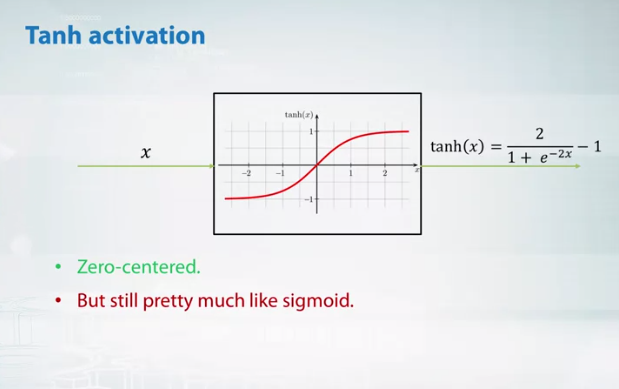 Tanh activation
tanh(x)
1
x
-2 -1 1 2 x
-1
tanh(x) = 2 / (1 + e^{-2x}) − 1
• Zero-centered.
• But still pretty much like sigmoid.